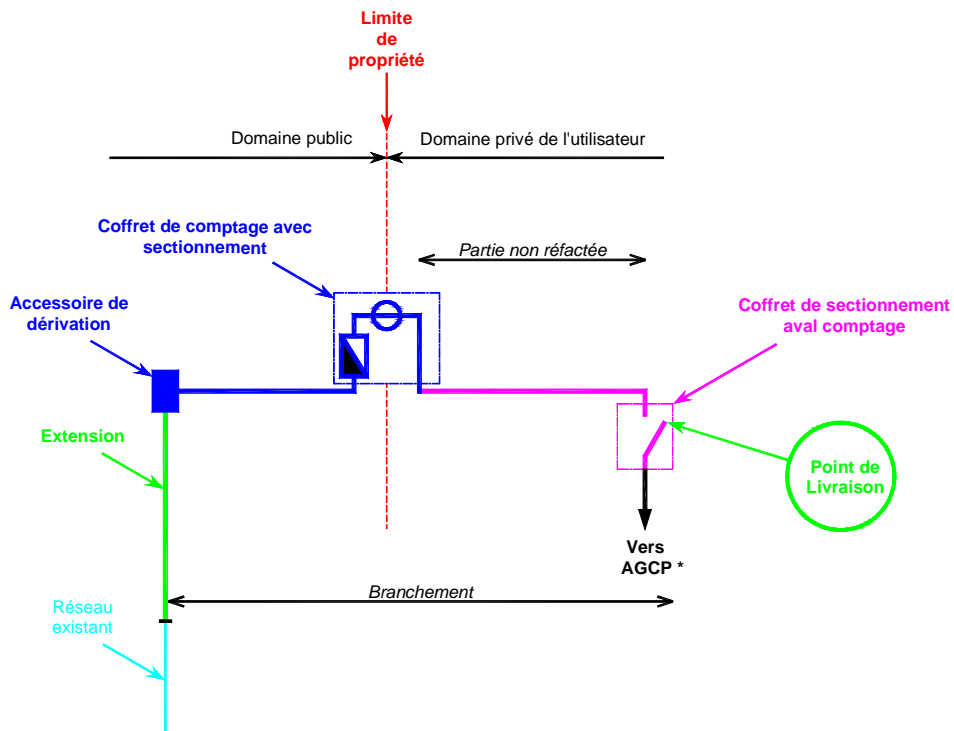 Limite
de
propriété
Domaine public
Domaine privé de l'utilisateur
Coffret de comptage avec
sectionnement
Partie non réfactée
Accessoire de
dérivation
Coffret de sectionnement
aval comptage
Extension
Point de
Livraison
Vers
AGCP *
Branchement
Réseau
existant